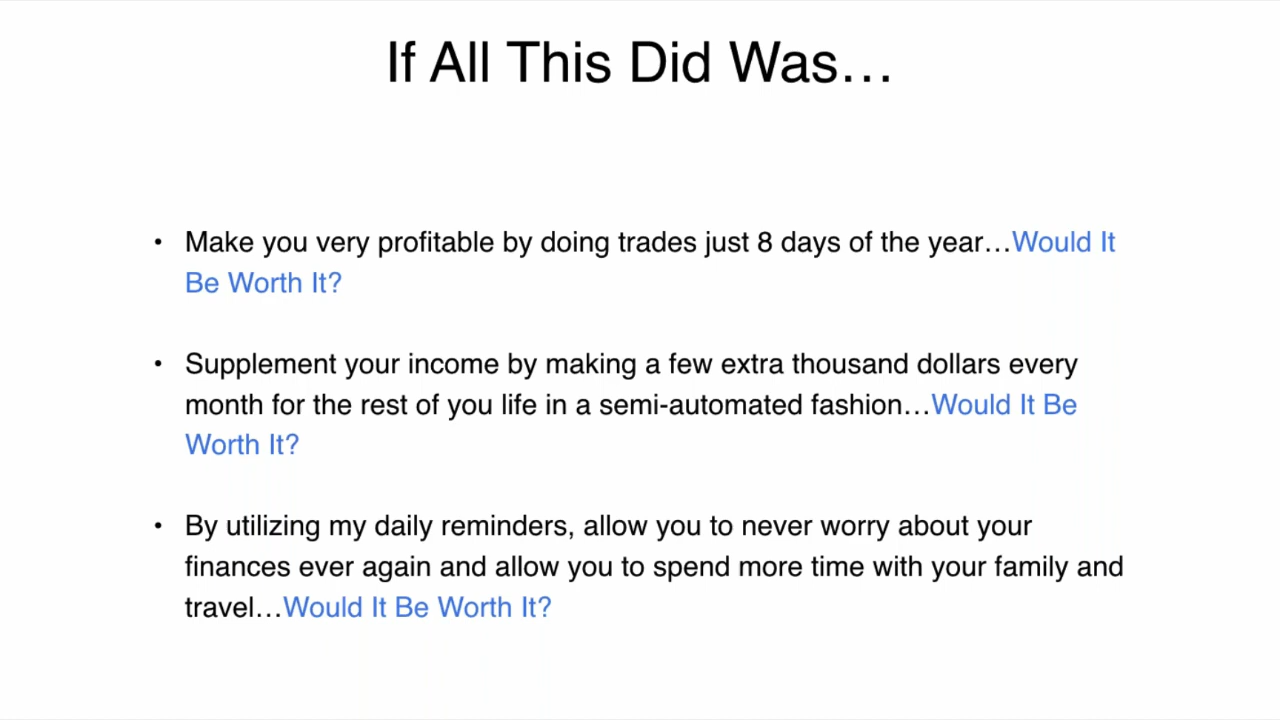 If All This Did Was…
• Make you very profitable by doing trades just 8 days of the year…Would It
Be Worth It?
• Supplement your income by making a few extra thousand dollars every
month for the rest of you life in a semi-automated fashion…Would It Be
Worth It?
• By utilizing my daily reminders, allow you to never worry about your
finances ever again and allow you to spend more time with your family and
travel…Would It Be Worth It?